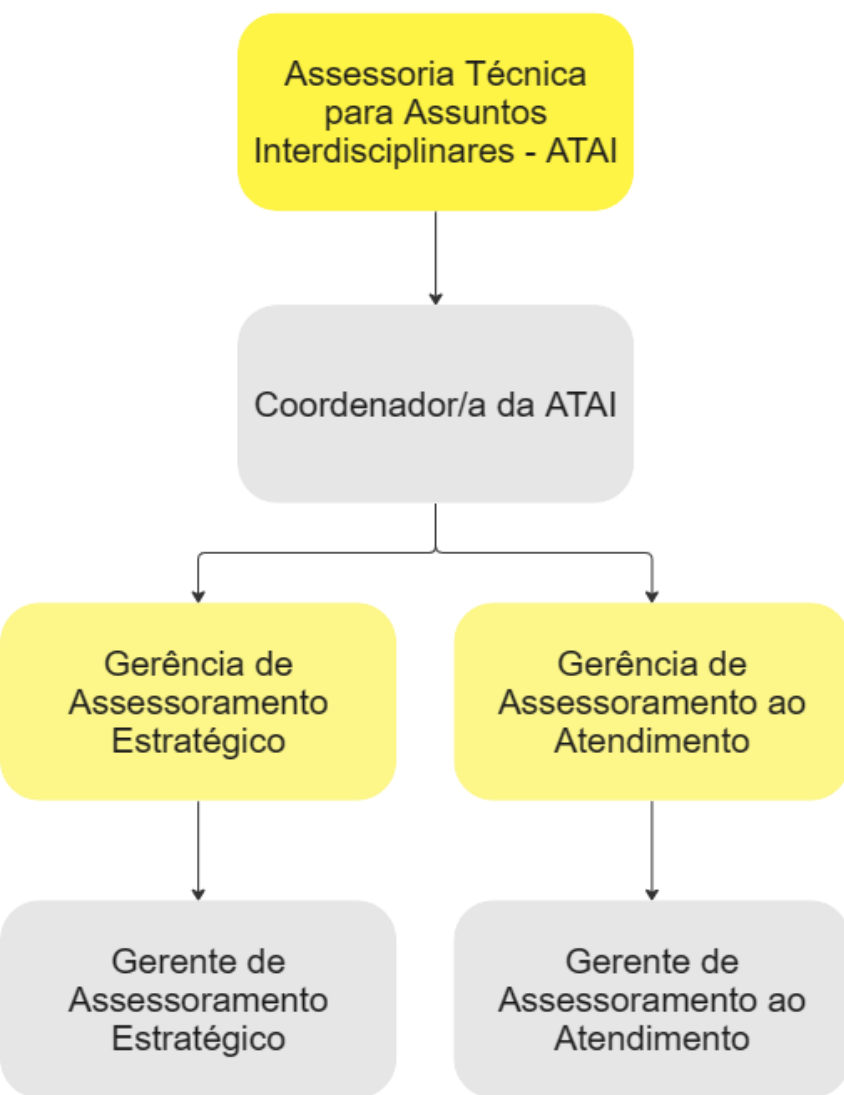 Assessoria Técnica
para Assuntos
Interdisciplinares - ATAI
Coordenador/a da ATAI
Gerência de
Assessoramento
Estratégico
Gerência de
Assessoramento ao
Atendimento
Gerente de
Assessoramento
Estratégico
Gerente de
Assessoramento ao
Atendimento